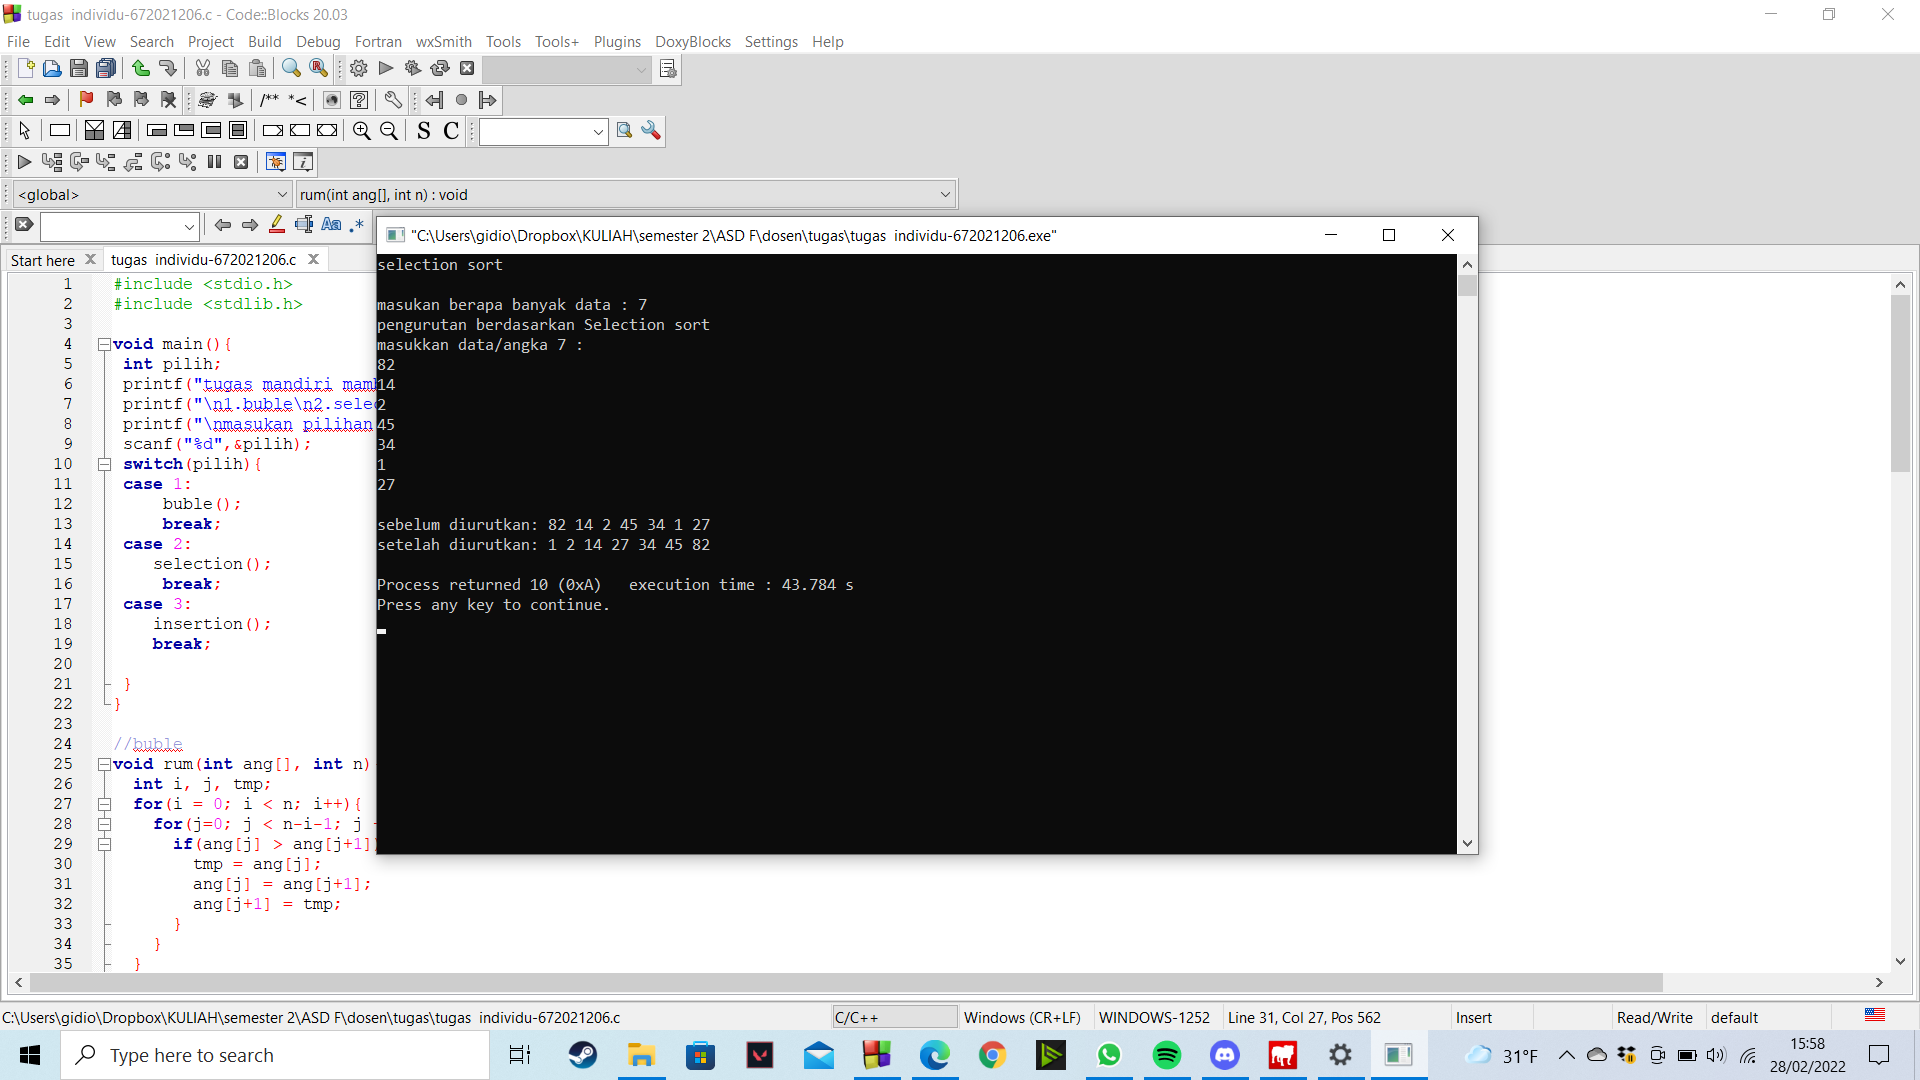 tugas  individu-672021206.c - Code::Blocks 20.03
File Edit View Search Project Build Debug Fortran wxSmith Tools Tools+ Plugins DoxyBlocks Settings Help
/** *<
S C
<global> rum(int ang[], int n) : void
Aa .*
"C:\Users\gidio\Dropbox\KULIAH\semester 2\ASD F\dosen\tugas\tugas  individu-672021206.exe"
Start here tugas  individu-672021206.c
1 #include <stdio.h>
2 #include <stdlib.h>
3
4 void main(){
5 int pilih;
6 printf("tugas mandiri mam
7 printf("\n1.buble\n2.sele
8 printf("\nmasukan pilihan
9 scanf("%d",&pilih);
10 switch(pilih){
11 case 1:
12 buble();
13 break;
14 case 2:
15 selection();
16 break;
17 case 3:
18 insertion();
19 break;
20
21 }
22 }
23
24 //buble
25 void rum(int ang[], int n)
26 int i, j, tmp;
27 for(i = 0; i < n; i++){
28 for(j=0; j < n-i-1; j
29 if(ang[j] > ang[j+1]
30 tmp = ang[j];
31 ang[j] = ang[j+1];
32 ang[j+1] = tmp;
33 }
34 }
35 }
selection sort
masukan berapa banyak data : 7
pengurutan berdasarkan Selection sort
masukkan data/angka 7 :
82
14
2
45
34
1
27
sebelum diurutkan: 82 14 2 45 34 1 27
setelah diurutkan: 1 2 14 27 34 45 82
Process returned 10 (0xA)   execution time : 43.784 s
Press any key to continue.
C:\Users\gidio\Dropbox\KULIAH\semester 2\ASD F\dosen\tugas\tugas  individu-672021206.c C/C++ Windows (CR+LF) WINDOWS-1252 Line 31, Col 27, Pos 562 Insert Read/Write default
Type here to search
31°F
15:58
28/02/2022